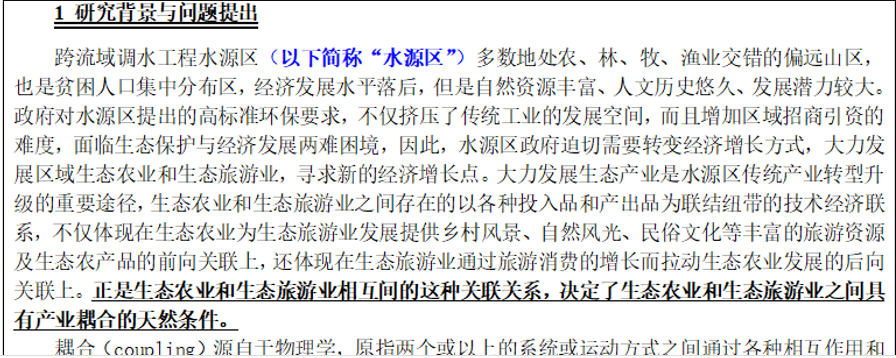 1 研究背景与问题提出
跨流域调水工程水源区（以下简称“水源区”）多数地处农、林、牧、渔业交错的偏远山区，
也是贫困人口集中分布区，经济发展水平落后，但是自然资源丰富、人文历史悠久、发展潜力较大。
政府对水源区提出的高标准环保要求，不仅挤压了传统工业的发展空间，而且增加区域招商引资的
难度，面临生态保护与经济发展两难困境，因此，水源区政府迫切需要转变经济增长方式，大力发
展区域生态农业和生态旅游业，寻求新的经济增长点。大力发展生态产业是水源区传统产业转型升
级的重要途径，生态农业和生态旅游业之间存在的以各种投入品和产出品为联结纽带的技术经济联
系，不仅体现在生态农业为生态旅游业发展提供乡村风景、自然风光、民俗文化等丰富的旅游资源
及生态农产品的前向关联上，还体现在生态旅游业通过旅游消费的增长而拉动生态农业发展的后向
关联上。正是生态农业和生态旅游业相互间的这种关联关系，决定了生态农业和生态旅游业之间具
有产业耦合的天然条件。
耦合（coupling）源自于物理学，原指两个或以上的系统或运动方式之间通过各种相互作用和